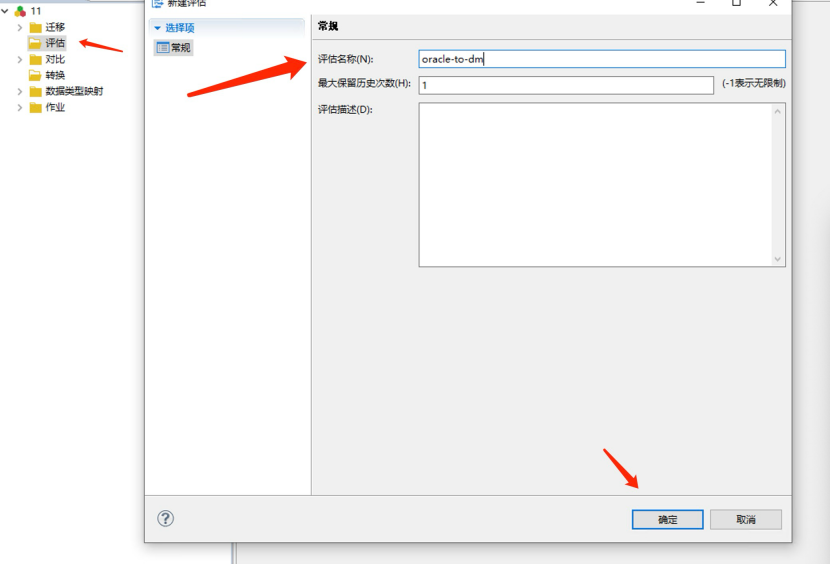 11
迁移
评估
对比
转换
数据类型映射
作业
新建评估
选择项
常规
常规
评估名称(N):
oracle-to-dm
最大保留历史次数(H):
1
(-1表示无限制)
评估描述(D):
确定
取消